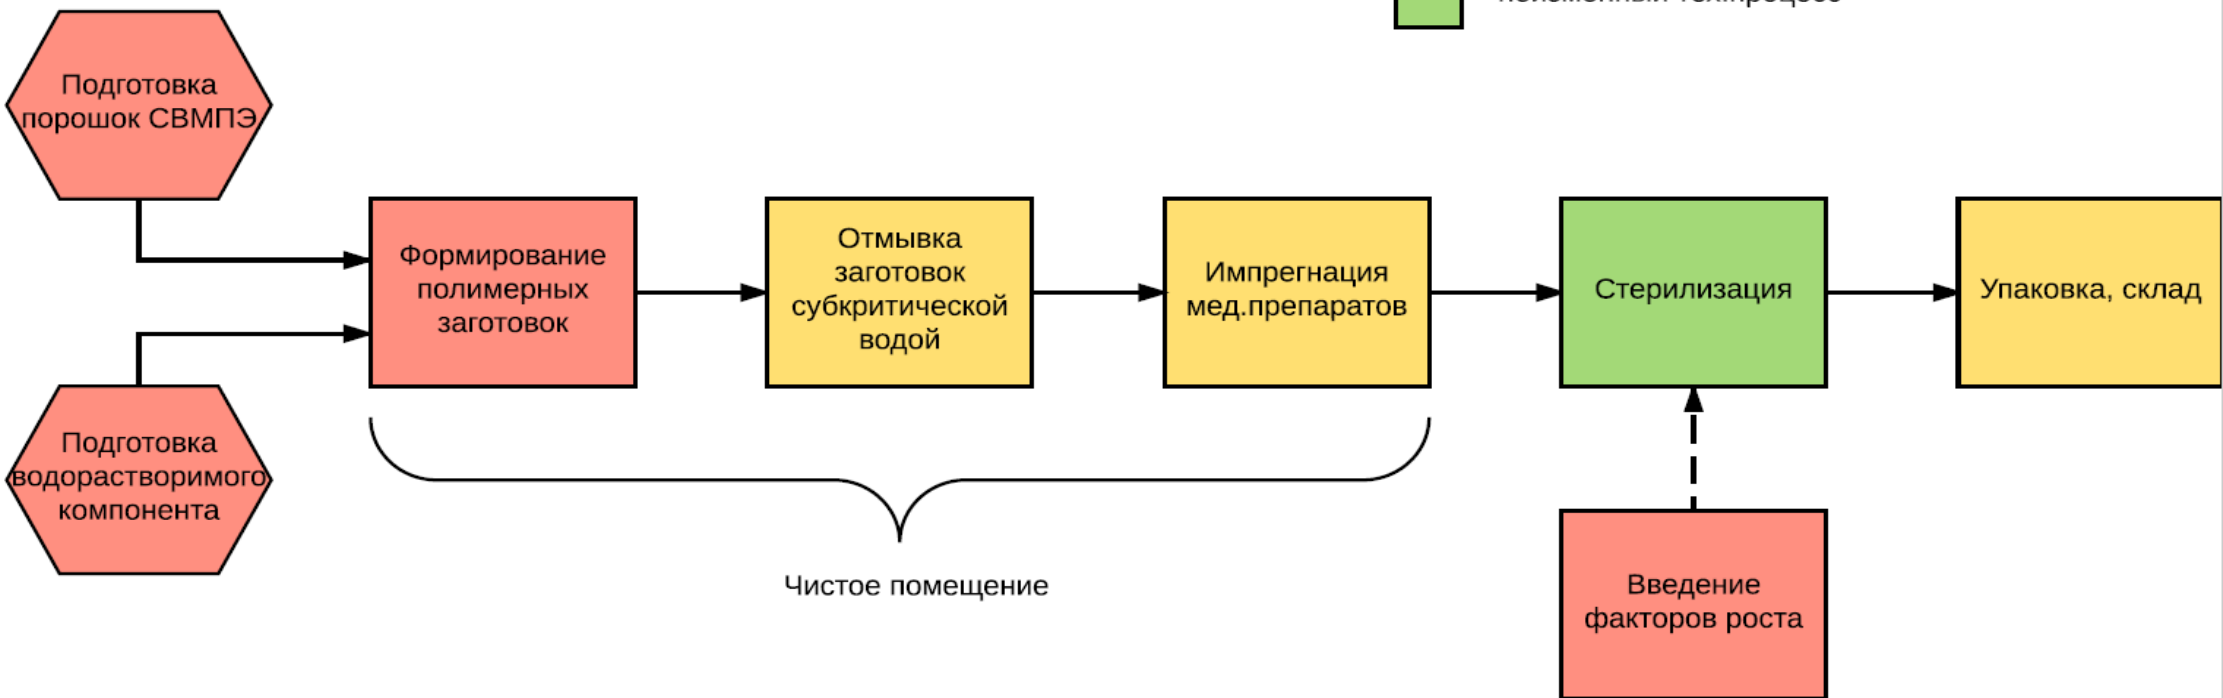 Подготовка
порошок СВМПЭ
Формирование
полимерных
заготовок
Отмывка
заготовок
субкритической
водой
Импрегнация
мед.препаратов
Стерилизация
Упаковка, склад
Подготовка
водорастворимого
компонента
Чистое помещение
Введение
факторов роста